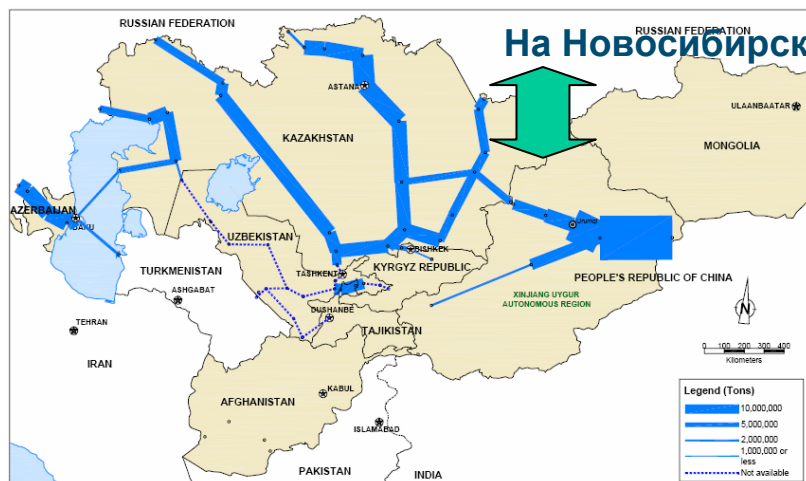 RUSSIAN FEDERATION
RUSSIAN FEDERATION
На Новосибирск
ASTANA
ULAANBAATAR
KAZAKHSTAN
MONGOLIA
AZERBAIJAN
BAKU
UZBEKISTAN
Urumqi
BISHKEK
KYRGYZ REPUBLIC
TASHKENT
TURKMENISTAN
PEOPLE'S REPUBLIC OF CHINA
ASHGABAT
XINJIANG UYGUR
AUTONOMOUS REGION
DUSHANBE
TEHRAN
TAJIKISTAN
N
IRAN
0 100 200 300 400
Kilometers
KABUL
AFGHANISTAN
ISLAMABAD
PAKISTAN
INDIA
Legend (Tons)
10,000,000
5,000,000
2,000,000
1,000,000 or
less
Not available